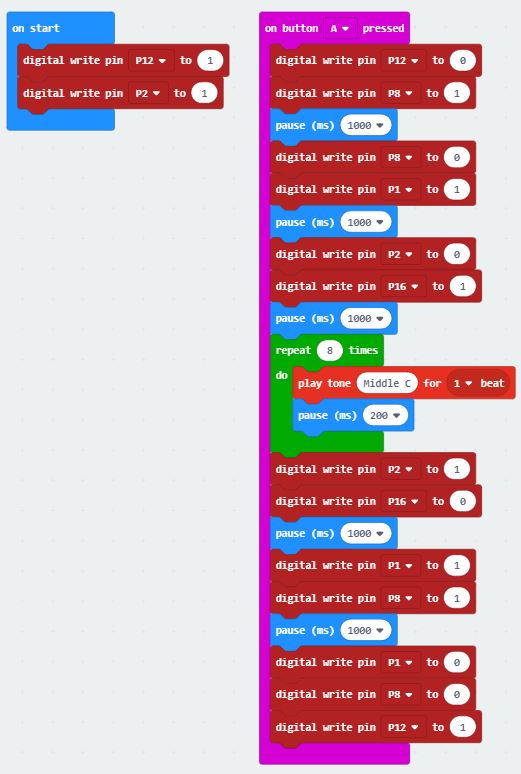 on start
digital write pin P12 to 1
digital write pin P2 to 1
on button A pressed
digital write pin P12 to 0
digital write pin P8 to 1
pause (ms) 1000
digital write pin P8 to 0
digital write pin P1 to 1
pause (ms) 1000
digital write pin P2 to 0
digital write pin P16 to 1
pause (ms) 1000
repeat 8 times
do
play tone Middle C for 1 beat
pause (ms) 200
digital write pin P2 to 1
digital write pin P16 to 0
pause (ms) 1000
digital write pin P1 to 1
digital write pin P8 to 1
pause (ms) 1000
digital write pin P1 to 0
digital write pin P8 to 0
digital write pin P12 to 1